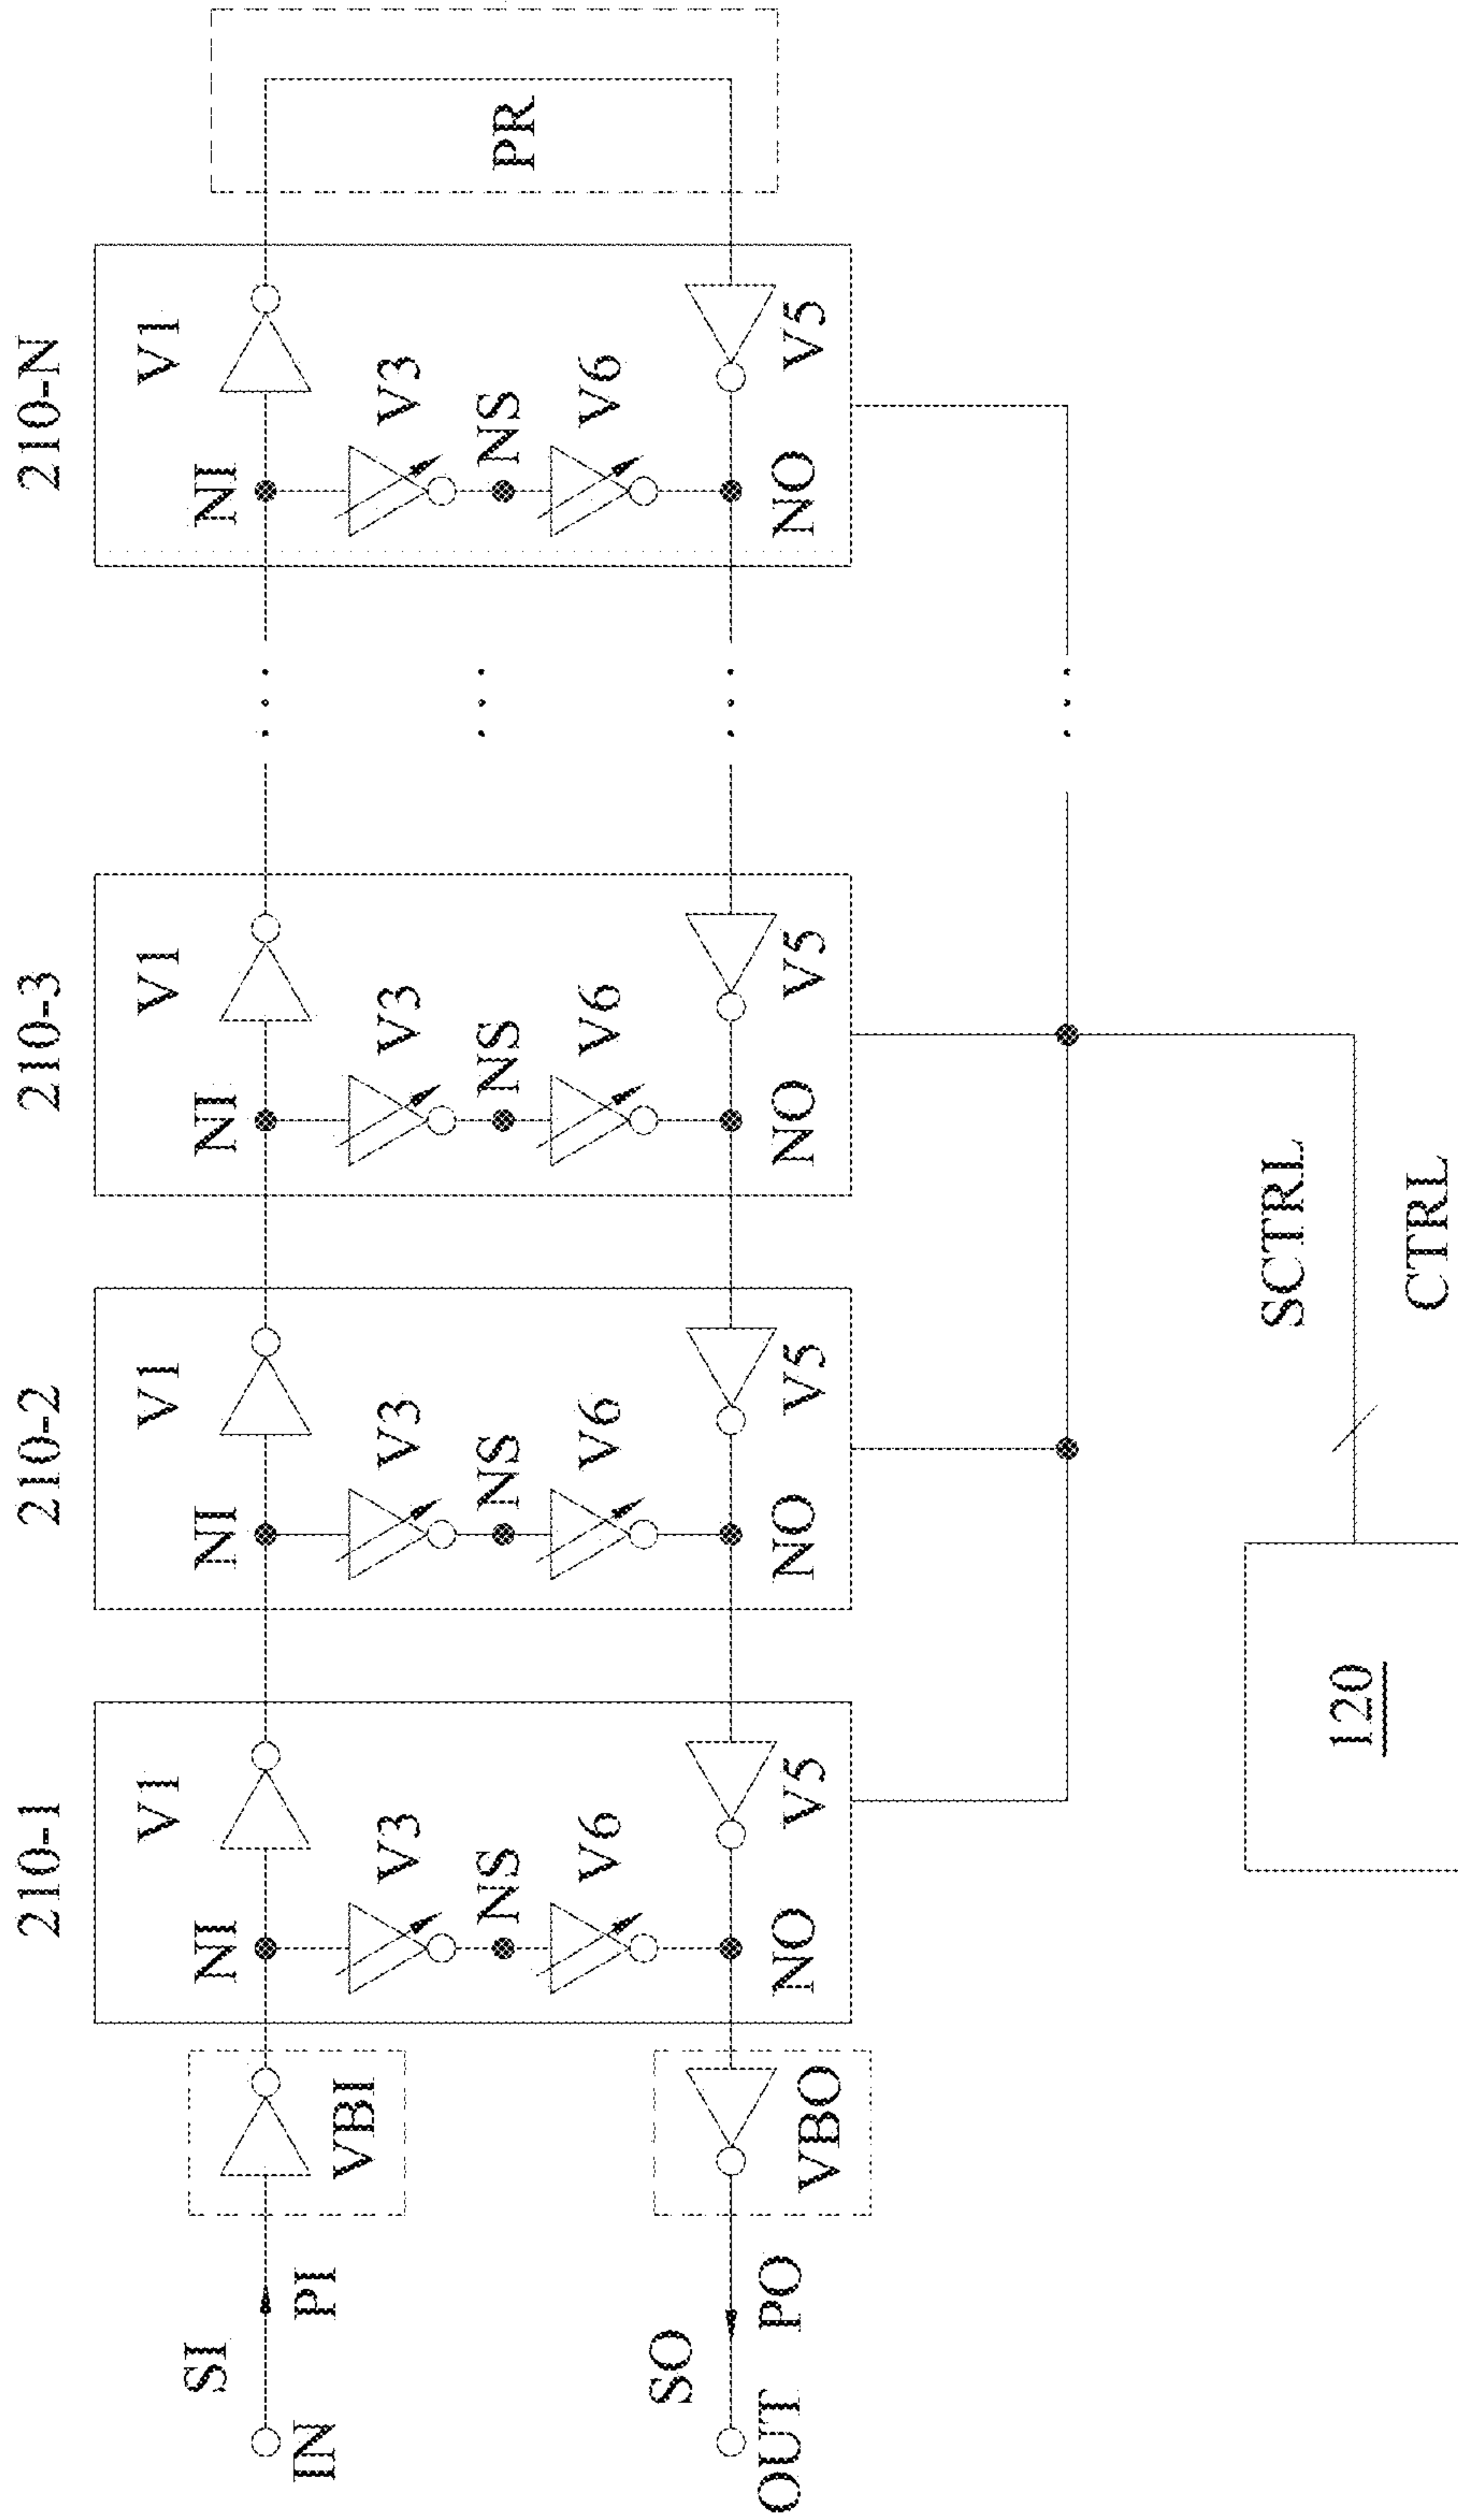 210-1 210-2 210-3 210-N
V1 V1 V1 V1
SI NI NI NI NI
IN PI VBI V3 V3 V3 V3
NS NS NS NS PR
V6 V6 V6 V6
SO
OUT PO VBO NO V5 NO V5 NO V5 NO V5
SCTRL
120 CTRL